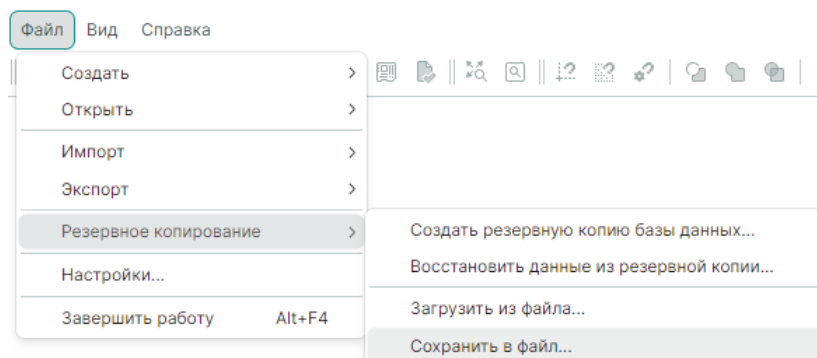 Файл Вид Справка
Создать
Открыть
Импорт
Экспорт
Резервное копирование
Создать резервную копию базы данных...
Восстановить данные из резервной копии...
Настройки...
Загрузить из файла...
Завершить работу Alt+F4
Сохранить в файл...